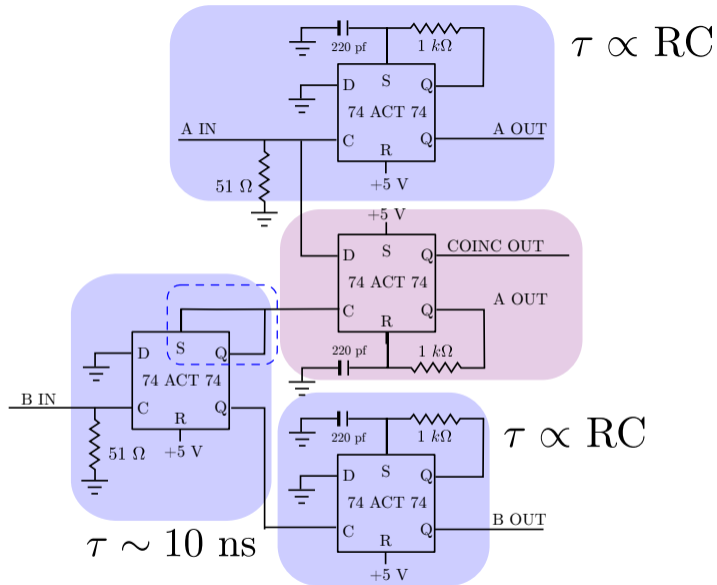 220 pf
1 kΩ
τ ∝ RC
D
S
Q
74 ACT 74
A IN
C
Q
A OUT
R
51 Ω
+5 V
+5 V
D
S
Q
COINC OUT
74 ACT 74
C
Q
A OUT
R
220 pf
1 kΩ
D
S
Q
74 ACT 74
B IN
C
Q
R
51 Ω
+5 V
τ ∼ 10 ns
220 pf
1 kΩ
τ ∝ RC
D
S
Q
74 ACT 74
C
Q
B OUT
R
+5 V